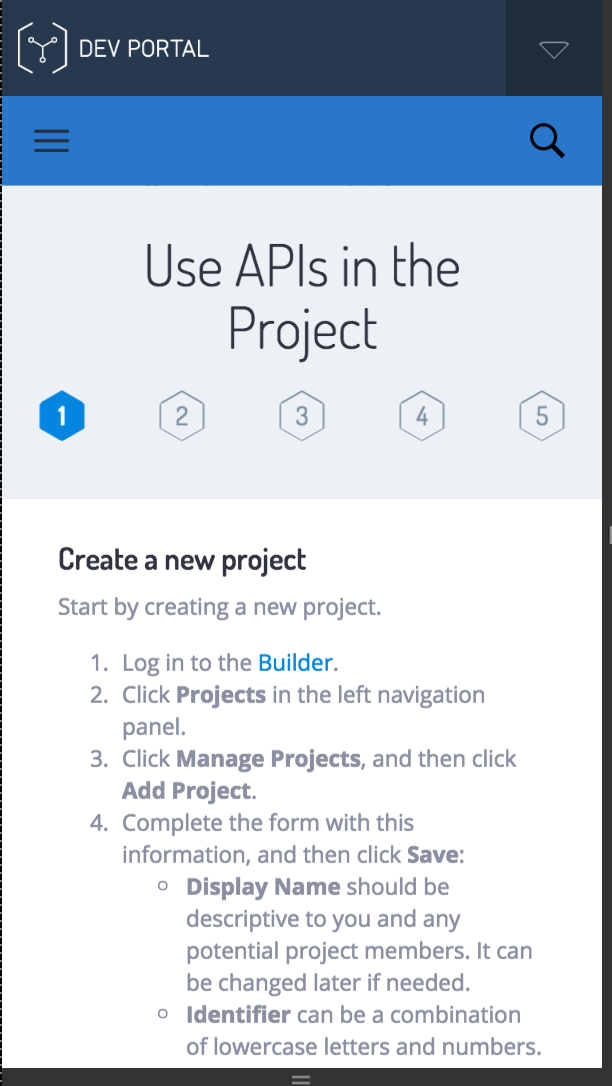 DEV PORTAL
Use APIs in the
Project
1 2 3 4 5
Create a new project
Start by creating a new project.
1. Log in to the Builder.
2. Click Projects in the left navigation
panel.
3. Click Manage Projects, and then click
Add Project.
4. Complete the form with this
information, and then click Save:
○ Display Name should be
descriptive to you and any
potential project members. It can
be changed later if needed.
○ Identifier can be a combination
of lowercase letters and numbers.